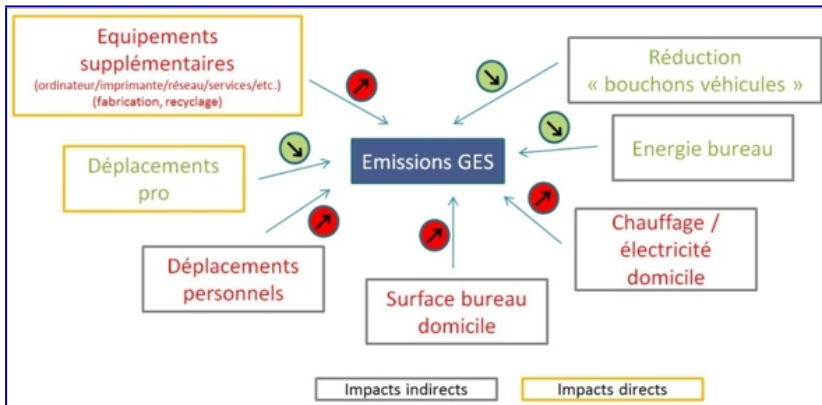 Equipements
supplémentaires
(ordinateur/imprimante/réseau/services/etc.)
(fabrication, recyclage)
Réduction
« bouchons véhicules »
Déplacements
pro
Emissions GES
Energie bureau
Déplacements
personnels
Surface bureau
domicile
Chauffage /
électricité
domicile
Impacts indirects
Impacts directs